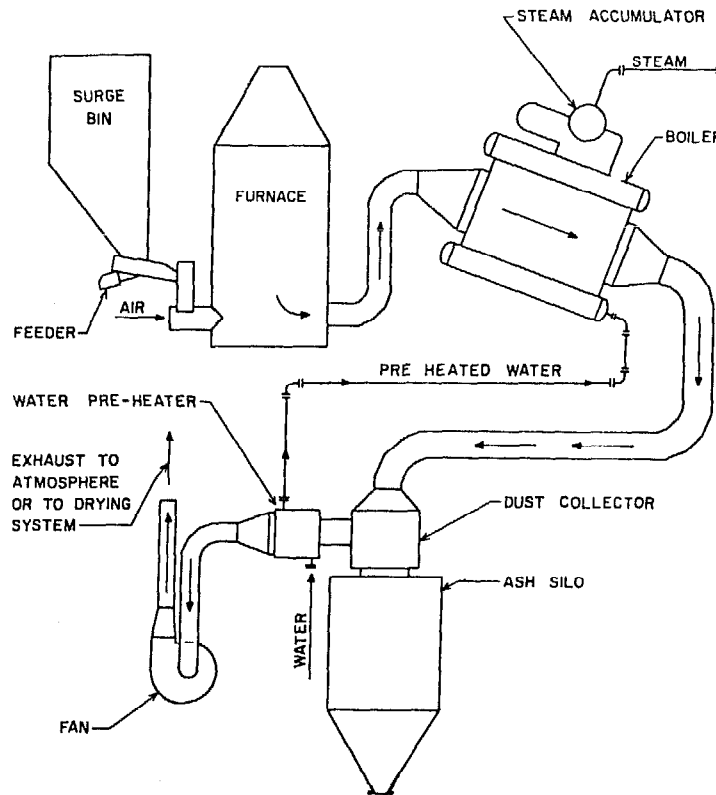 STEAM ACCUMULATOR
STEAM
SURGE
BIN
BOILER
FURNACE
AIR
FEEDER
PRE HEATED WATER
WATER PRE-HEATER
EXHAUST TO
ATMOSPHERE
OR TO DRYING
SYSTEM
DUST COLLECTOR
ASH SILO
WATER
FAN